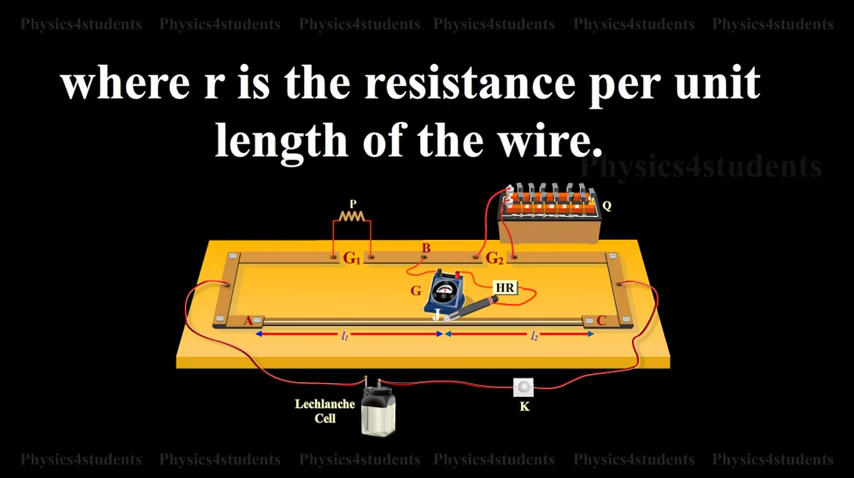 Physics4students Physics4students Physics4students Physics4students Physics4students Physics4students
where r is the resistance per unit
length of the wire.
Physics4students
P
Q
B
G₁
G₂
G
HR
J
A
C
l₁
l₂
Lechlanche
Cell
K
Physics4students Physics4students Physics4students Physics4students Physics4students Physics4students